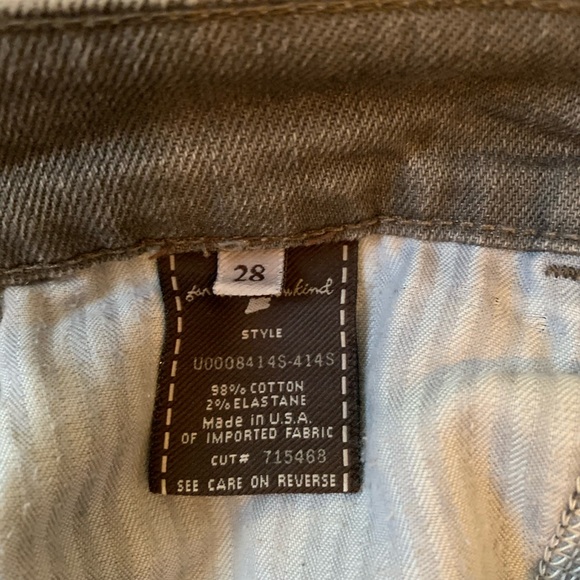 28
STYLE
U0008414S-414S
98% COTTON
2% ELASTANE
Made in U.S.A.
OF IMPORTED FABRIC
CUT# 715468
SEE CARE ON REVERSE